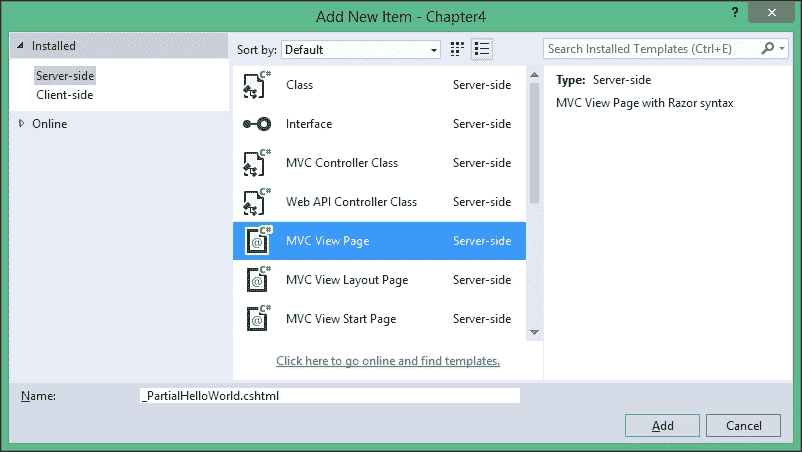 Add New Item - Chapter4
?
Installed
Server-side
Client-side
Online
Sort by: Default
Search Installed Templates (Ctrl+E)
C# Class Server-side
C# Interface Server-side
C# MVC Controller Class Server-side
C# Web API Controller Class Server-side
C# @ MVC View Page Server-side
C# @ MVC View Layout Page Server-side
C# @ MVC View Start Page Server-side
Click here to go online and find templates.
Type: Server-side
MVC View Page with Razor syntax
Name: _PartialHelloWorld.cshtml
Add Cancel